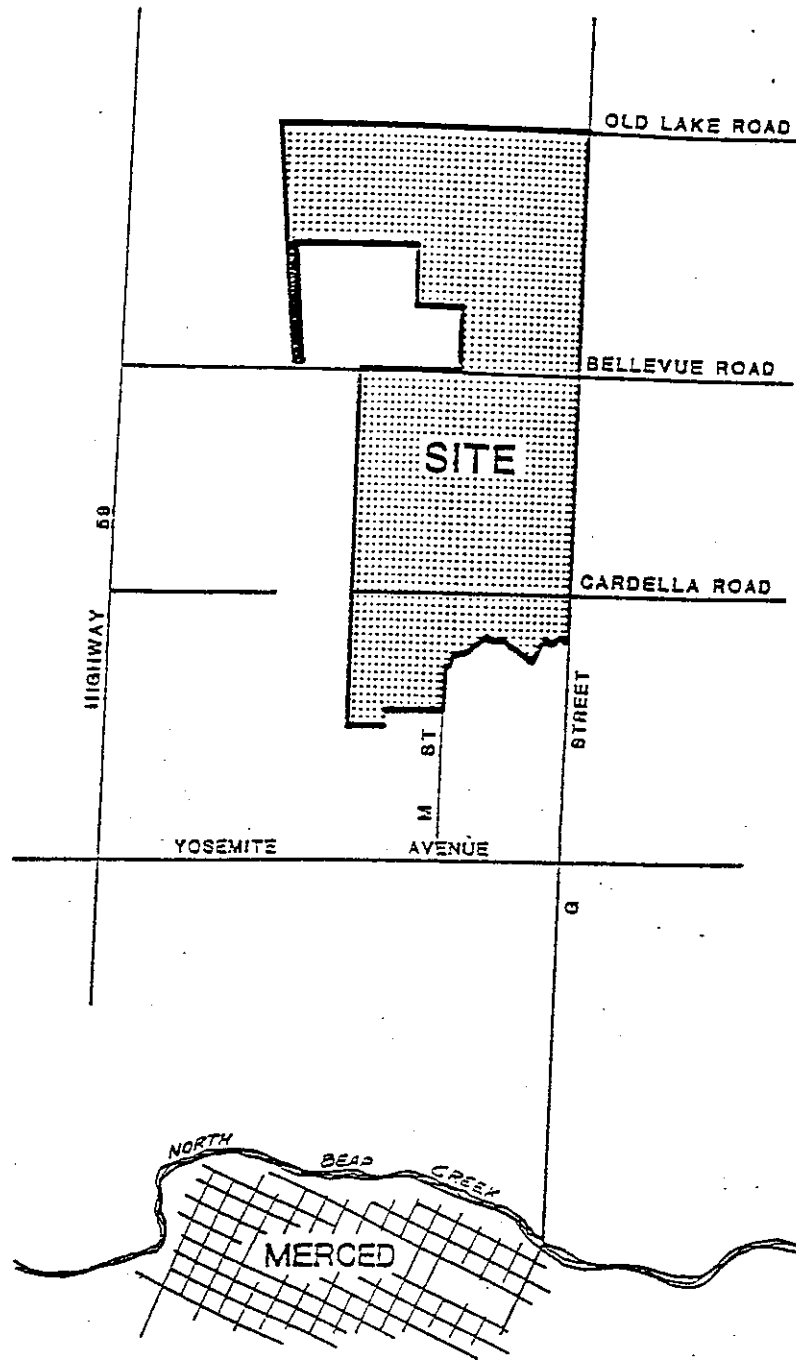 OLD LAKE ROAD
BELLEVUE ROAD
SITE
59
HIGHWAY
CARDELLA ROAD
STREET
ST
M
YOSEMITE AVENUE
G
NORTH BEAR CREEK
MERCED